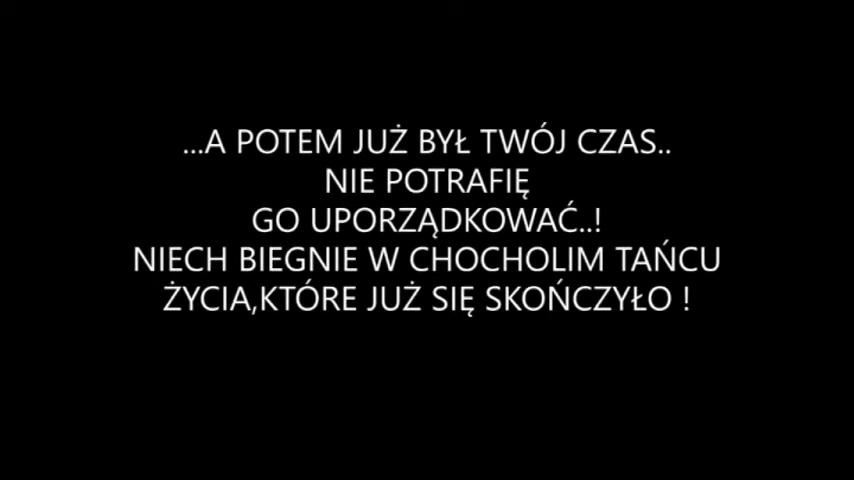 ...A POTEM JUŻ BYŁ TWÓJ CZAS..
NIE POTRAFIĘ
GO UPORZĄDKOWAĆ..!
NIECH BIEGNIE W CHOCHOLIM TAŃCU
ŻYCIA,KTÓRE JUŻ SIĘ SKOŃCZYŁO !